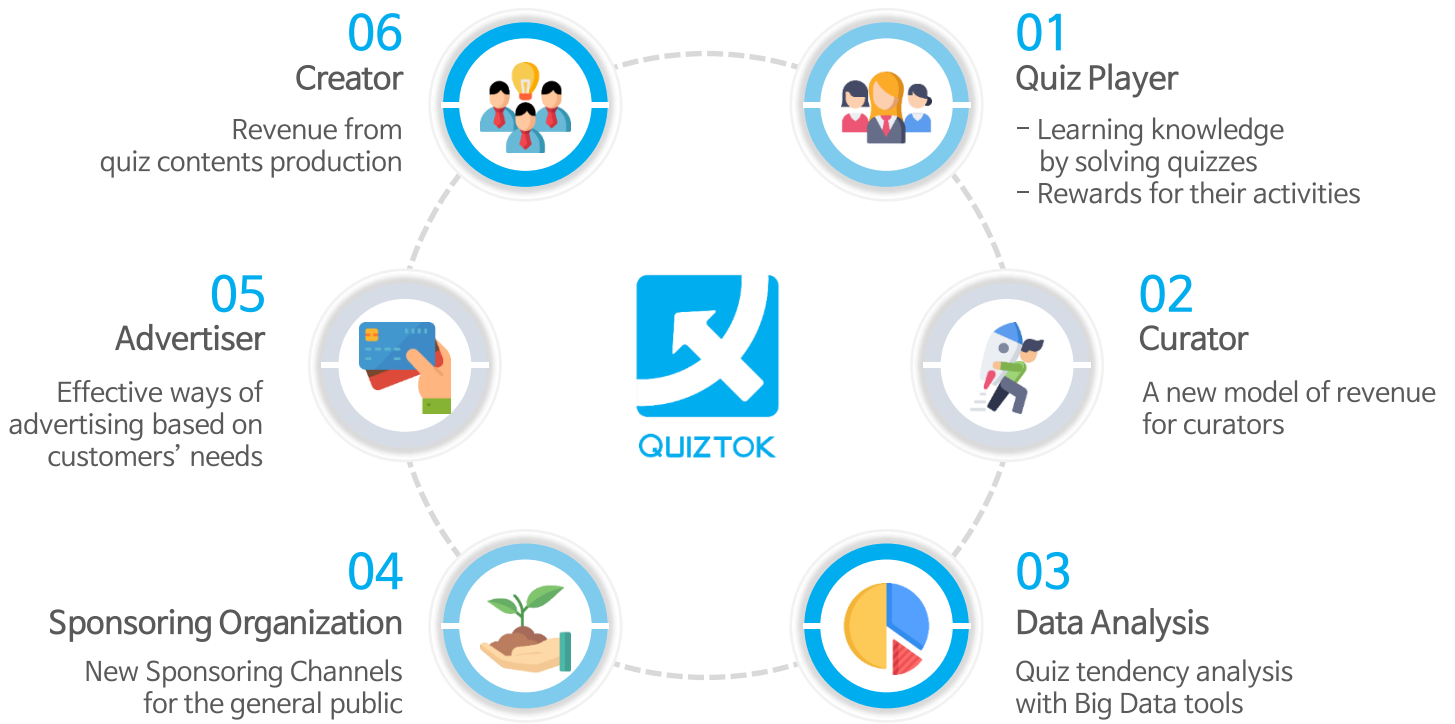 01
Quiz Player
– Learning knowledge
by solving quizzes
– Rewards for their activities
02
Curator
A new model of revenue
for curators
03
Data Analysis
Quiz tendency analysis
with Big Data tools
04
Sponsoring Organization
New Sponsoring Channels
for the general public
05
Advertiser
Effective ways of
advertising based on
customers’ needs
06
Creator
Revenue from
quiz contents production
QUIZTOK